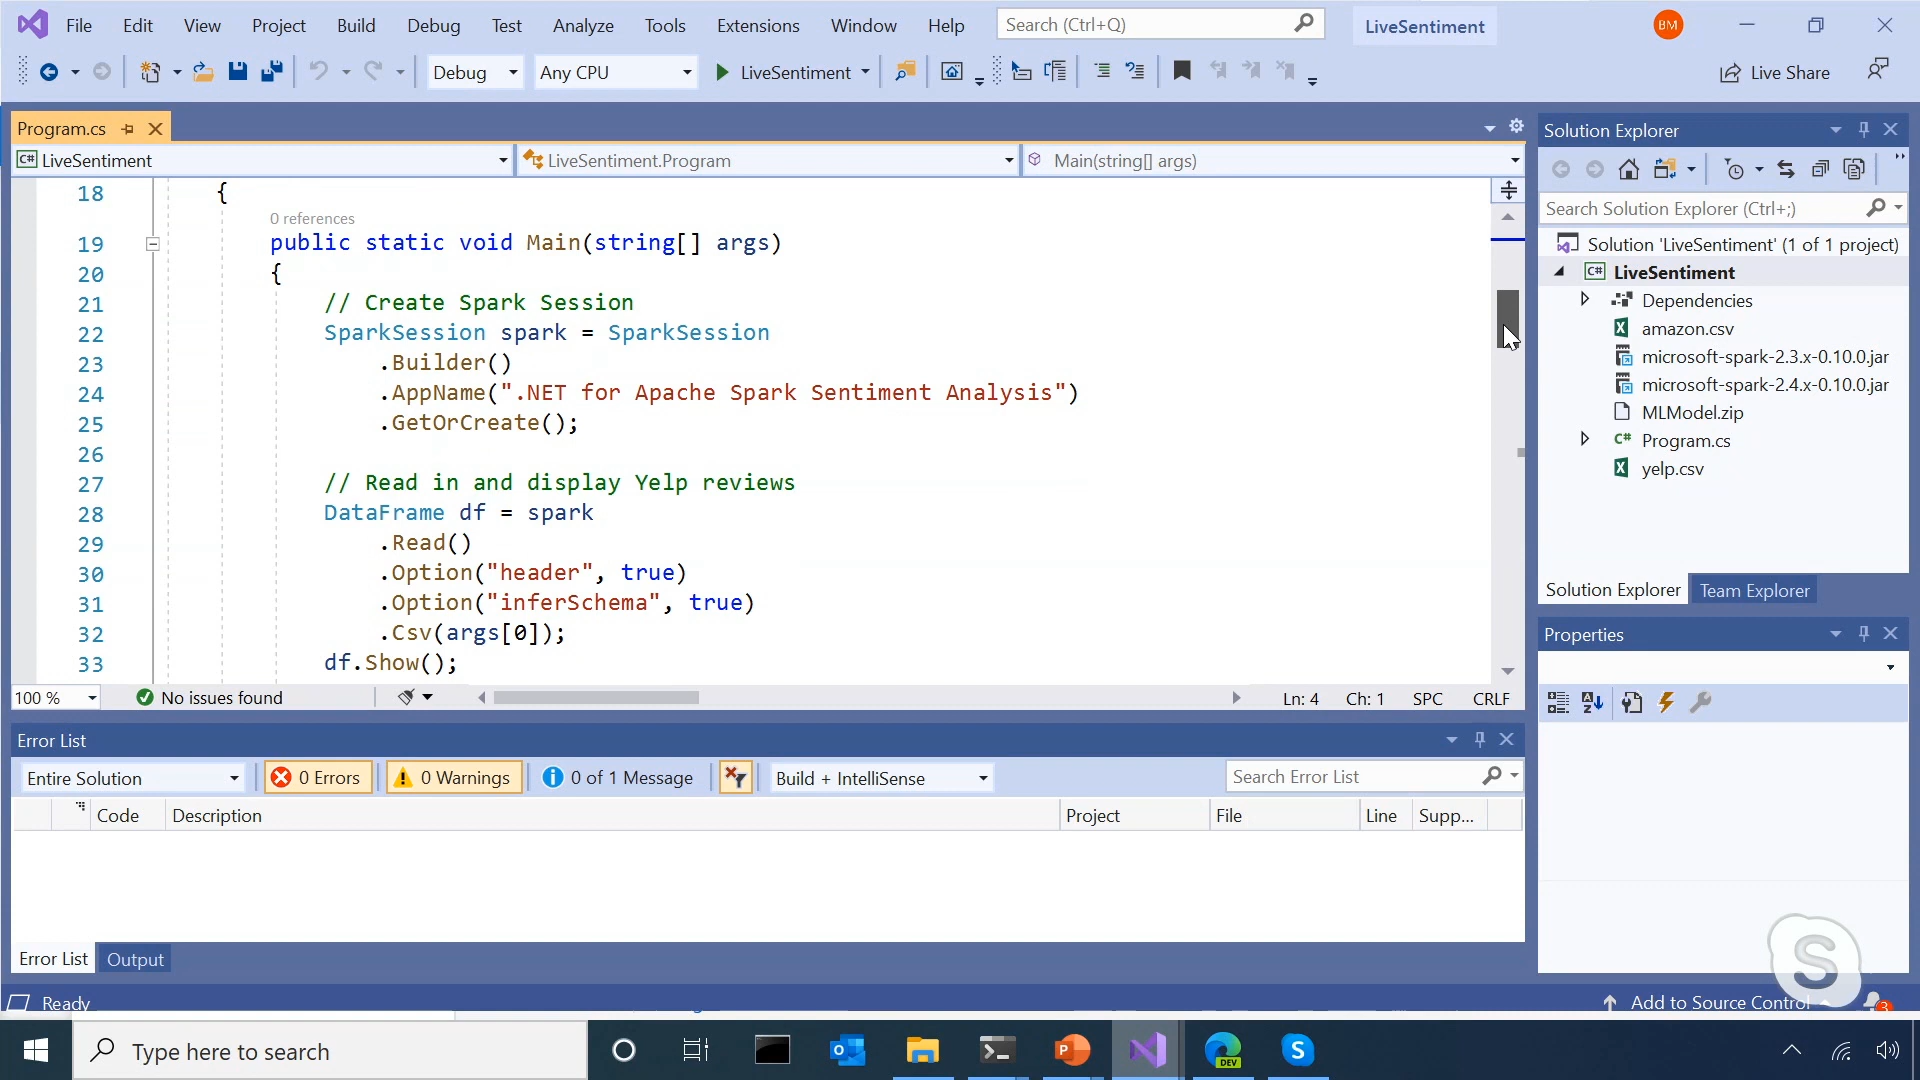 File Edit View Project Build Debug Test Analyze Tools Extensions Window Help Search (Ctrl+Q) LiveSentiment BM
Debug Any CPU LiveSentiment Live Share
Program.cs
C# LiveSentiment LiveSentiment.Program Main(string[] args)
18 {
0 references
19 public static void Main(string[] args)
20 {
21 // Create Spark Session
22 SparkSession spark = SparkSession
23 .Builder()
24 .AppName(".NET for Apache Spark Sentiment Analysis")
25 .GetOrCreate();
26
27 // Read in and display Yelp reviews
28 DataFrame df = spark
29 .Read()
30 .Option("header", true)
31 .Option("inferSchema", true)
32 .Csv(args[0]);
33 df.Show();
100 % No issues found Ln: 4 Ch: 1 SPC CRLF
Error List
Entire Solution 0 Errors 0 Warnings 0 of 1 Message Build + IntelliSense Search Error List
Code Description Project File Line Supp...
Error List Output
Solution Explorer
Search Solution Explorer (Ctrl+;)
Solution 'LiveSentiment' (1 of 1 project)
C# LiveSentiment
Dependencies
amazon.csv
microsoft-spark-2.3.x-0.10.0.jar
microsoft-spark-2.4.x-0.10.0.jar
MLModel.zip
C# Program.cs
yelp.csv
Solution Explorer Team Explorer
Properties
Ready Add to Source Control 3
Type here to search
DEV